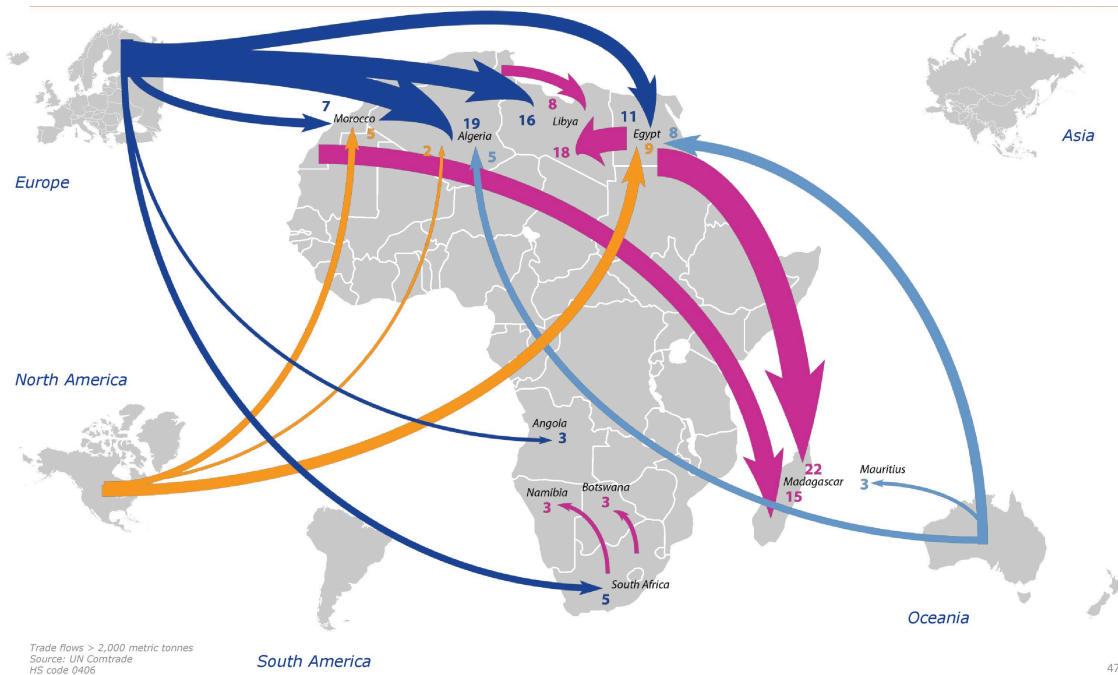 7
Morocco
5
19
Algeria
2
5
16
8
Libya
18
11
Egypt
8
9
Asia
Europe
North America
Angola
3
22
Madagascar
15
Mauritius
3
Namibia
3
Botswana
3
South Africa
5
Oceania
South America
Trade flows > 2,000 metric tonnes
Source: UN Comtrade
HS code 0406
47